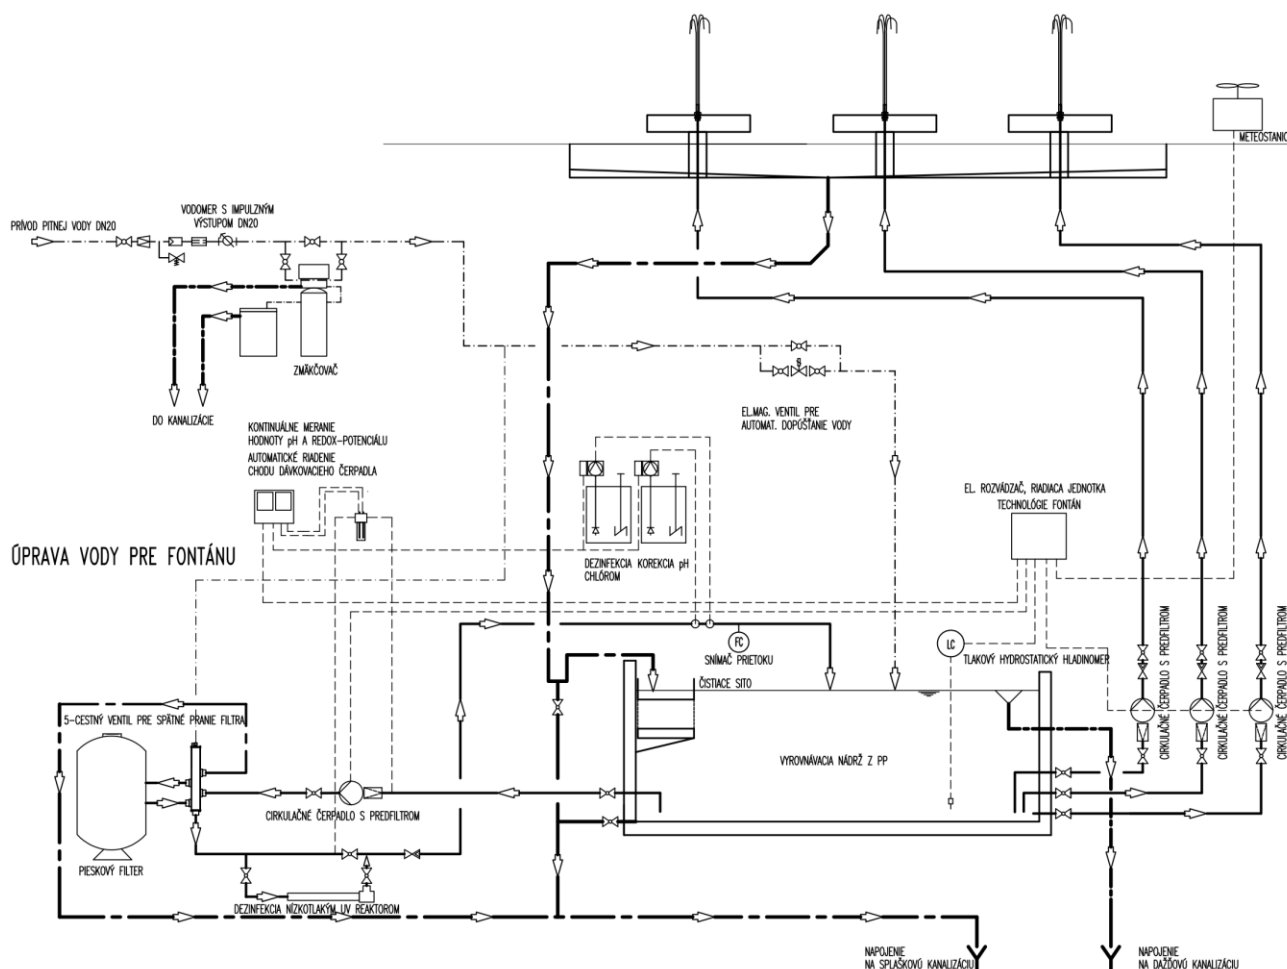 METEOSTANIC
PRÍVOD PITNEJ VODY DN20
VODOMER S IMPULZNÝM
VÝSTUPOM DN20
ZMÄKČOVAČ
DO KANALIZÁCIE
KONTINUÁLNE MERANIE
HODNOTY pH A REDOX-POTENCIÁLU
AUTOMATICKÉ RIADENIE
CHODU DÁVKOVACIEHO ČERPADLA
EL.MAG. VENTIL PRE
AUTOMAT. DOPÚŠŤANIE VODY
EL. ROZVÁDZAČ, RIADIACA JEDNOTKA
TECHNOLÓGIE FONTÁN
ÚPRAVA VODY PRE FONTÁNU
DEZINFEKCIA
CHLÓROM
KOREKCIA pH
FC
SNÍMAČ PRIETOKU
LC
TLAKOVÝ HYDROSTATICKÝ HLADINOMER
ČISTIACE SITO
CIRKULAČNÉ ČERPADLO S PREDFILTROM
CIRKULAČNÉ ČERPADLO S PREDFILTROM
CIRKULAČNÉ ČERPADLO S PREDFILTROM
5-CESTNÝ VENTIL PRE SPÄTNÉ PRANIE FILTRA
VYROVNÁVACIA NÁDRŽ Z PP
CIRKULAČNÉ ČERPADLO S PREDFILTROM
PIESKOVÝ FILTER
DEZINFEKCIA NÍZKOTLAKÝM UV REAKTOROM
NAPOJENIE
NA SPLAŠKOVÚ KANALIZÁCIU
NAPOJENIE
NA DAŽĎOVÚ KANALIZÁCIU